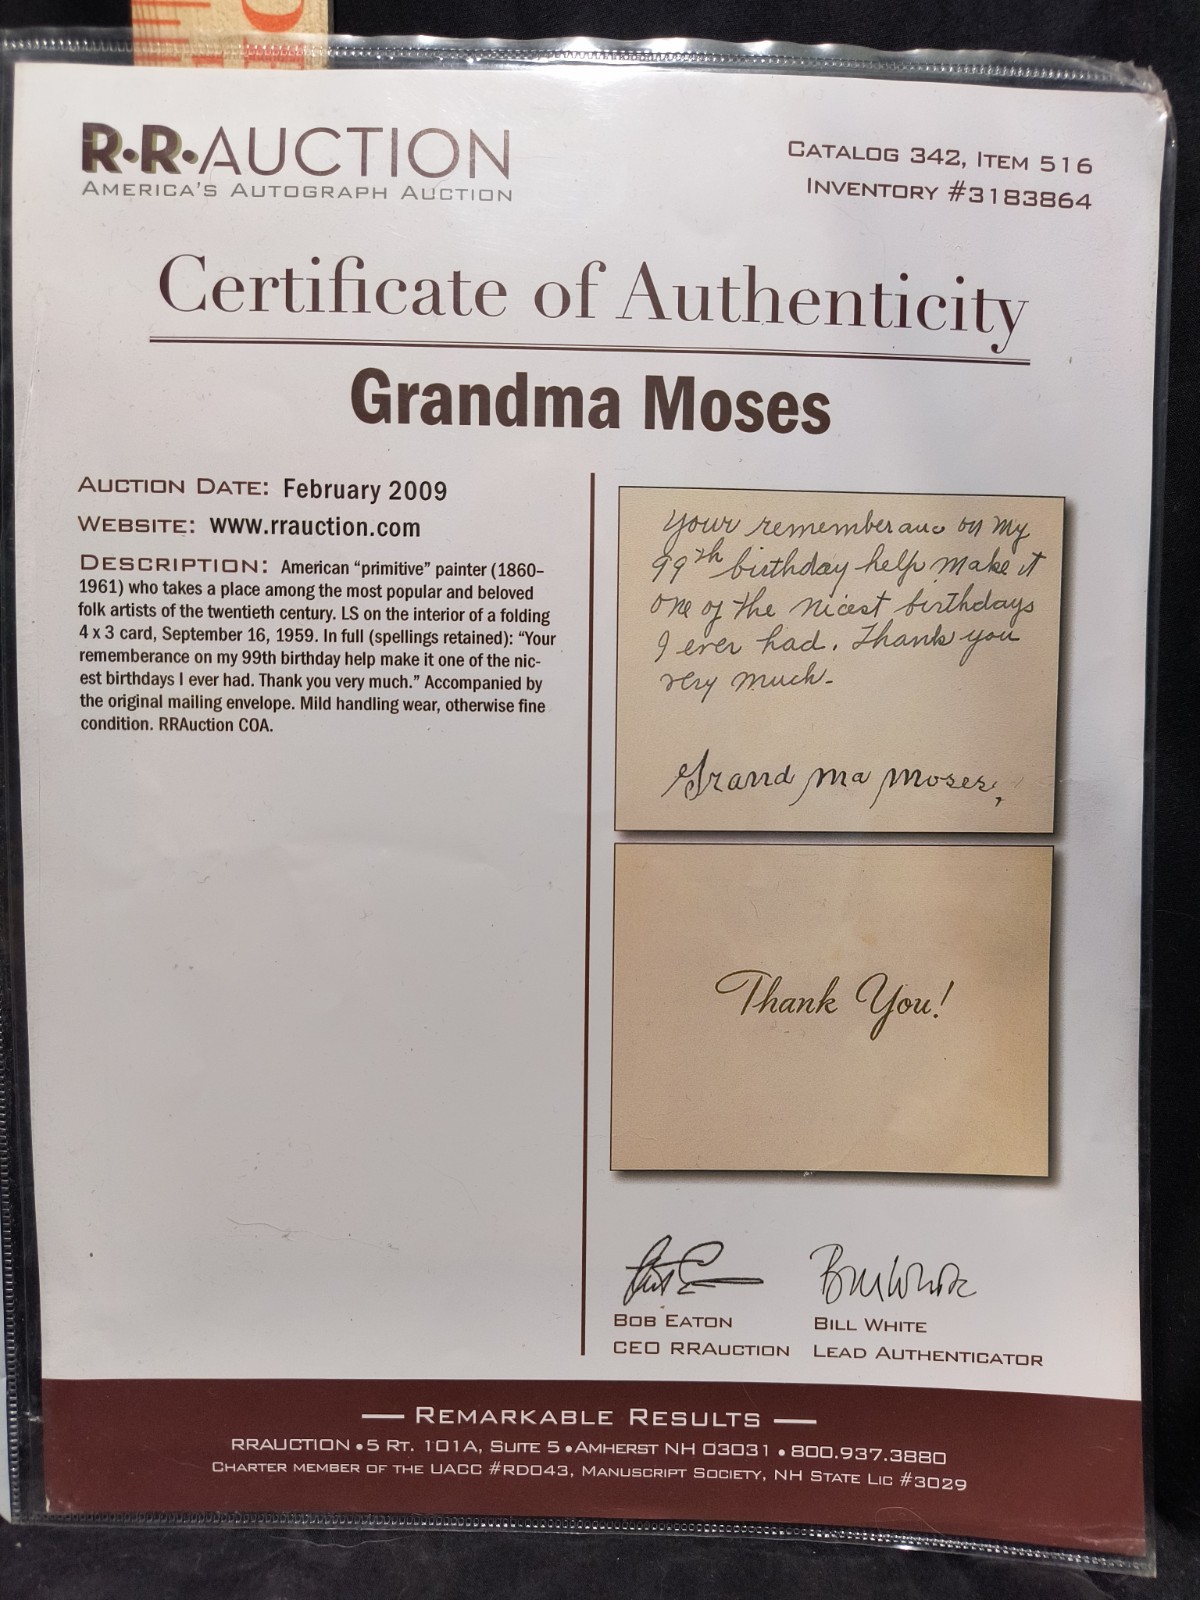 R·R·AUCTION
AMERICA'S AUTOGRAPH AUCTION
CATALOG 342, ITEM 516
INVENTORY #3183864
Certificate of Authenticity
Grandma Moses
AUCTION DATE: February 2009
WEBSITE: www.rrauction.com
DESCRIPTION: American “primitive” painter (1860–
1961) who takes a place among the most popular and beloved
folk artists of the twentieth century. LS on the interior of a folding
4 x 3 card, September 16, 1959. In full (spellings retained): “Your
rememberance on my 99th birthday help make it one of the nic-
est birthdays I ever had. Thank you very much.” Accompanied by
the original mailing envelope. Mild handling wear, otherwise fine
condition. RRAuction COA.
Your rememberanc on my
99th birthday help make it
one of the nicest birthdays
I ever had. Thank you
very much.
Grand ma Moses,
Thank You!
Bill White
BOB EATON
CEO RRAUCTION
BILL WHITE
LEAD AUTHENTICATOR
— REMARKABLE RESULTS —
RRAUCTION • 5 RT. 101A, SUITE 5 • AMHERST NH 03031 • 800.937.3880
CHARTER MEMBER OF THE UACC #RD043, MANUSCRIPT SOCIETY, NH STATE LIC #3029